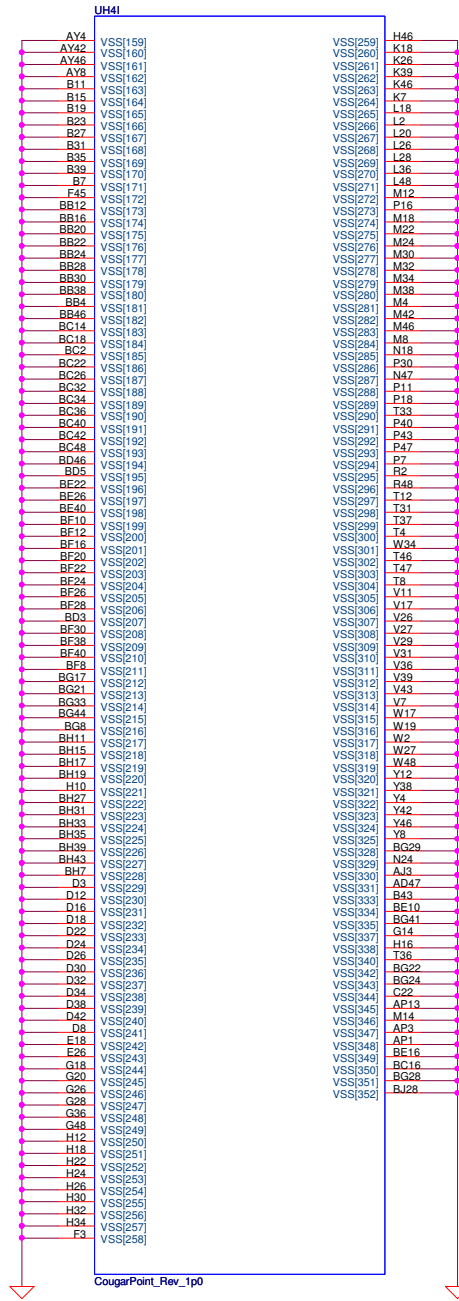 UH4I
AY4 VSS[159]
AY42 VSS[160]
AY46 VSS[161]
AY8 VSS[162]
B11 VSS[163]
B15 VSS[164]
B19 VSS[165]
B23 VSS[166]
B27 VSS[167]
B31 VSS[168]
B35 VSS[169]
B39 VSS[170]
B7 VSS[171]
F45 VSS[172]
BB12 VSS[173]
BB16 VSS[174]
BB20 VSS[175]
BB22 VSS[176]
BB24 VSS[177]
BB28 VSS[178]
BB30 VSS[179]
BB38 VSS[180]
BB4 VSS[181]
BB46 VSS[182]
BC14 VSS[183]
BC18 VSS[184]
BC2 VSS[185]
BC22 VSS[186]
BC26 VSS[187]
BC32 VSS[188]
BC34 VSS[189]
BC36 VSS[190]
BC40 VSS[191]
BC42 VSS[192]
BC48 VSS[193]
BD46 VSS[194]
BD5 VSS[195]
BE22 VSS[196]
BE26 VSS[197]
BE40 VSS[198]
BF10 VSS[199]
BF12 VSS[200]
BF16 VSS[201]
BF20 VSS[202]
BF22 VSS[203]
BF24 VSS[204]
BF26 VSS[205]
BF28 VSS[206]
BD3 VSS[207]
BF30 VSS[208]
BF38 VSS[209]
BF40 VSS[210]
BF8 VSS[211]
BG17 VSS[212]
BG21 VSS[213]
BG33 VSS[214]
BG44 VSS[215]
BG8 VSS[216]
BH11 VSS[217]
BH15 VSS[218]
BH17 VSS[219]
BH19 VSS[220]
H10 VSS[221]
BH27 VSS[222]
BH31 VSS[223]
BH33 VSS[224]
BH35 VSS[225]
BH39 VSS[226]
BH43 VSS[227]
BH7 VSS[228]
D3 VSS[229]
D12 VSS[230]
D16 VSS[231]
D18 VSS[232]
D22 VSS[233]
D24 VSS[234]
D26 VSS[235]
D30 VSS[236]
D32 VSS[237]
D34 VSS[238]
D38 VSS[239]
D42 VSS[240]
D8 VSS[241]
E18 VSS[242]
E26 VSS[243]
G18 VSS[244]
G20 VSS[245]
G26 VSS[246]
G28 VSS[247]
G36 VSS[248]
G48 VSS[249]
H12 VSS[250]
H18 VSS[251]
H22 VSS[252]
H24 VSS[253]
H26 VSS[254]
H30 VSS[255]
H32 VSS[256]
H34 VSS[257]
F3 VSS[258]
VSS[259] H46
VSS[260] K18
VSS[261] K26
VSS[262] K39
VSS[263] K46
VSS[264] K7
VSS[265] L18
VSS[266] L2
VSS[267] L20
VSS[268] L26
VSS[269] L28
VSS[270] L36
VSS[271] L48
VSS[272] M12
VSS[273] P16
VSS[274] M18
VSS[275] M22
VSS[276] M24
VSS[277] M30
VSS[278] M32
VSS[279] M34
VSS[280] M38
VSS[281] M4
VSS[282] M42
VSS[283] M46
VSS[284] M8
VSS[285] N18
VSS[286] P30
VSS[287] N47
VSS[288] P11
VSS[289] P18
VSS[290] T33
VSS[291] P40
VSS[292] P43
VSS[293] P47
VSS[294] P7
VSS[295] R2
VSS[296] R48
VSS[297] T12
VSS[298] T31
VSS[299] T37
VSS[300] T4
VSS[301] W34
VSS[302] T46
VSS[303] T47
VSS[304] T8
VSS[305] V11
VSS[306] V17
VSS[307] V26
VSS[308] V27
VSS[309] V29
VSS[310] V31
VSS[311] V36
VSS[312] V39
VSS[313] V43
VSS[314] V7
VSS[315] W17
VSS[316] W19
VSS[317] W2
VSS[318] W27
VSS[319] W48
VSS[320] Y12
VSS[321] Y38
VSS[322] Y4
VSS[323] Y42
VSS[324] Y46
VSS[325] Y8
VSS[328] BG29
VSS[329] N24
VSS[330] AJ3
VSS[331] AD47
VSS[333] B43
VSS[334] BE10
VSS[335] BG41
VSS[337] G14
VSS[338] H16
VSS[340] T36
VSS[342] BG22
VSS[343] BG24
VSS[344] C22
VSS[345] AP13
VSS[346] M14
VSS[347] AP3
VSS[348] AP1
VSS[349] BE16
VSS[350] BC16
VSS[351] BG28
VSS[352] BJ28
CougarPoint_Rev_1p0